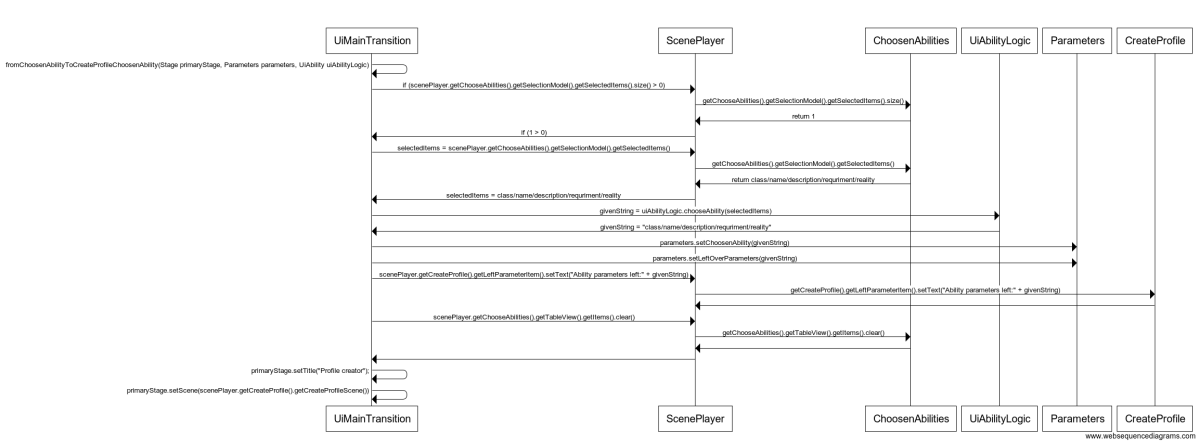 UiMainTransition ScenePlayer ChoosenAbilities UiAbilityLogic Parameters CreateProfile
fromChoosenAbilityToCreateProfileChoosenAbility(Stage primaryStage, Parameters parameters, UiAbility uiAbilityLogic)
if (scenePlayer.getChooseAbilities().getSelectionModel().getSelectedItems().size() > 0)
getChooseAbilities().getSelectionModel().getSelectedItems().size()
return 1
if (1 > 0)
selectedItems = scenePlayer.getChooseAbilities().getSelectionModel().getSelectedItems()
getChooseAbilities().getSelectionModel().getSelectedItems()
return class/name/description/requriment/reality
selectedItems = class/name/description/requriment/reality
givenString = uiAbilityLogic.chooseAbility(selectedItems)
givenString = "class/name/description/requriment/reality"
parameters.setChoosenAbility(givenString)
parameters.setLeftOverParameters(givenString)
scenePlayer.getCreateProfile().getLeftParameterItem().setText("Ability parameters left:" + givenString)
getCreateProfile().getLeftParameterItem().setText("Ability parameters left:" + givenString)
scenePlayer.getChooseAbilities().getTableView().getItems().clear()
getChooseAbilities().getTableView().getItems().clear()
primaryStage.setTitle("Profile creator");
primaryStage.setScene(scenePlayer.getCreateProfile().getCreateProfileScene())
UiMainTransition ScenePlayer ChoosenAbilities UiAbilityLogic Parameters CreateProfile
www.websequencediagrams.com